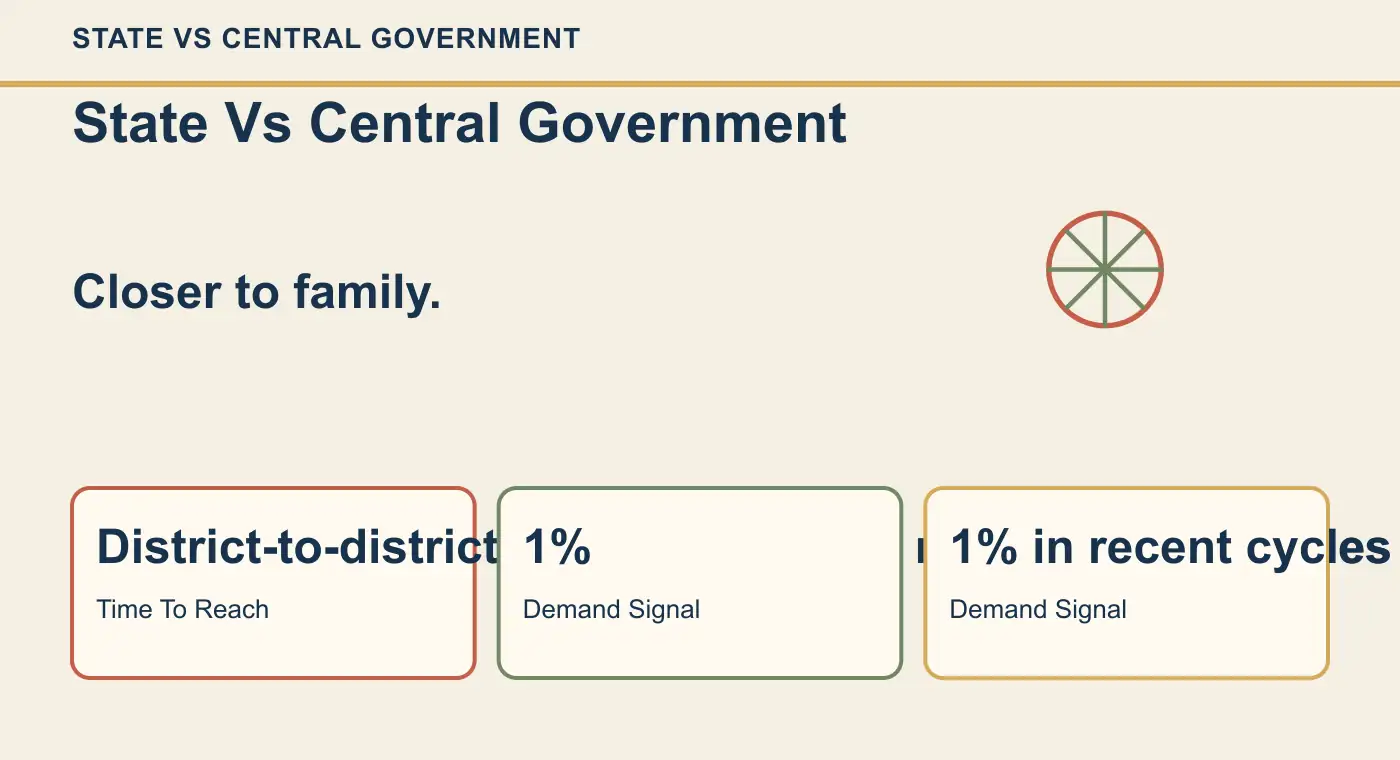 STATE VS CENTRAL GOVERNMENT
State Vs Central Government
Closer to family.
District-to-district
Time To Reach
1%
Demand Signal
1% in recent cycles
Demand Signal